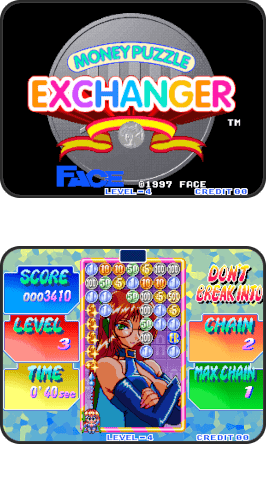 MONEY PUZZLE
EXCHANGER
TM
FACE
©1997 FACE
LEVEL-4
CREDIT 00
SCORE
0003410
LEVEL
3
TIME
0'40sec
DON'T
BREAK INTO
CHAIN
2
MAX CHAIN
1
LEVEL-4
CREDIT 00